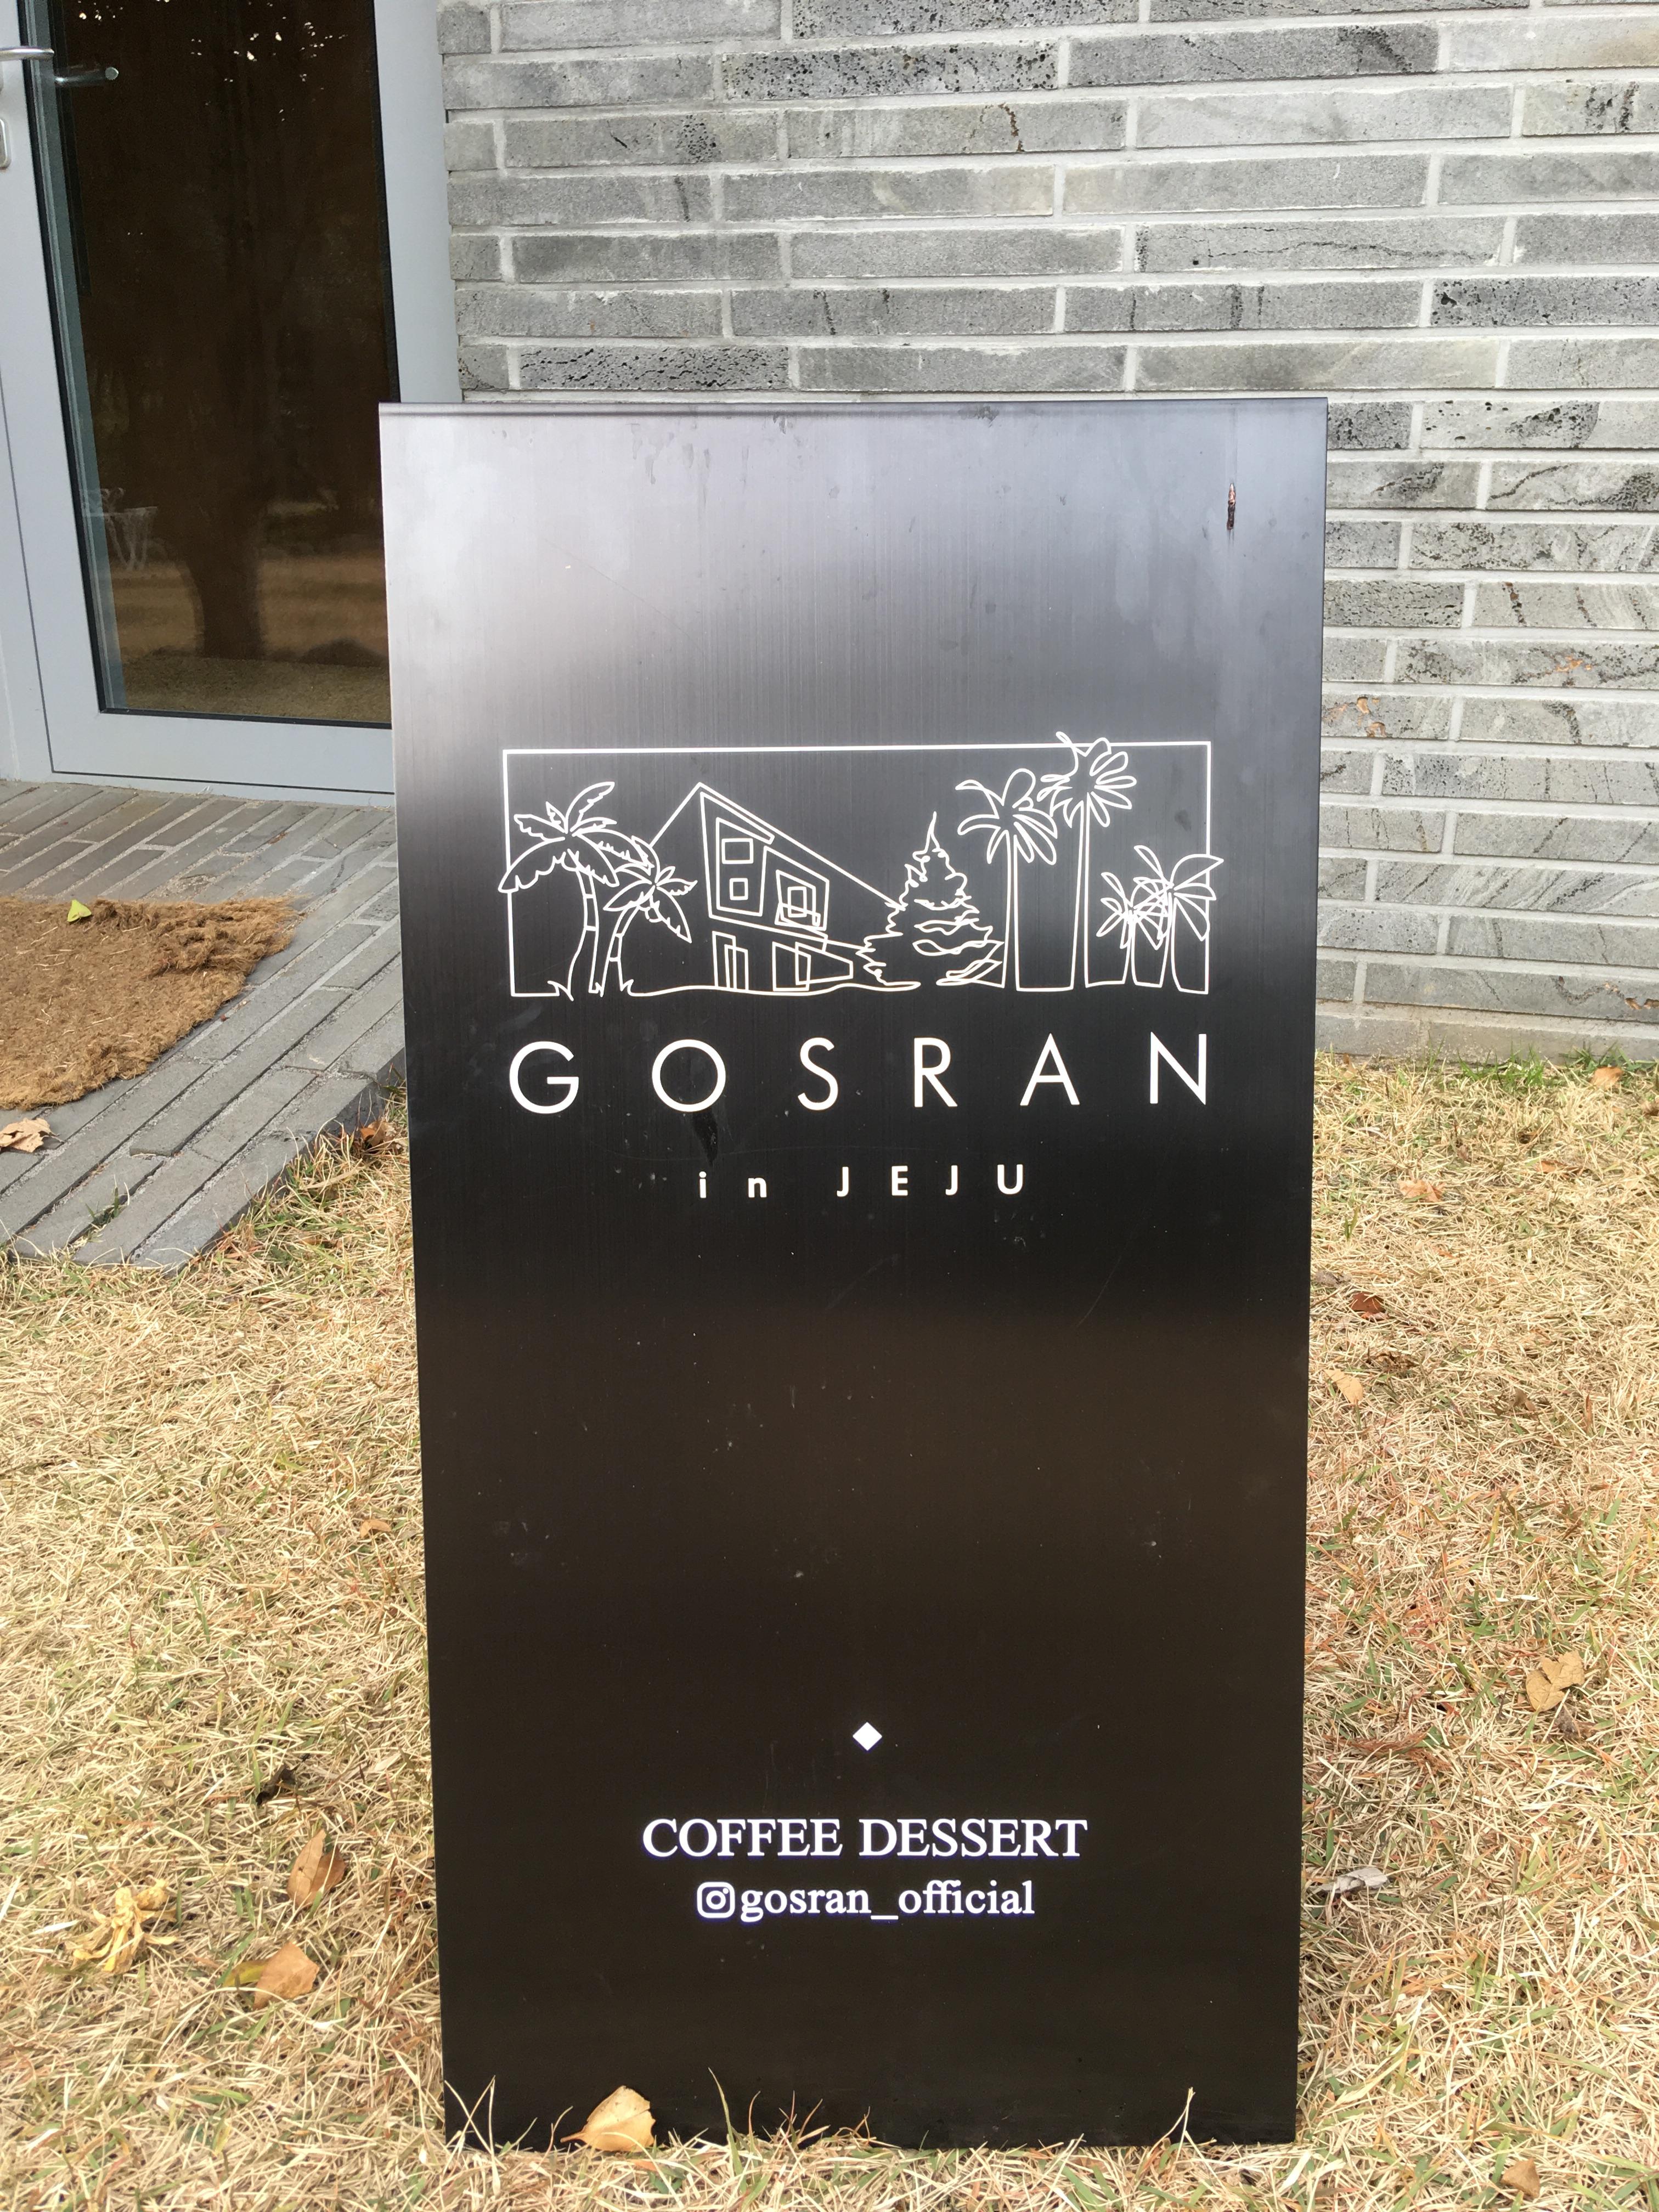 GOSRAN
in JEJU
COFFEE DESSERT
gosran_official